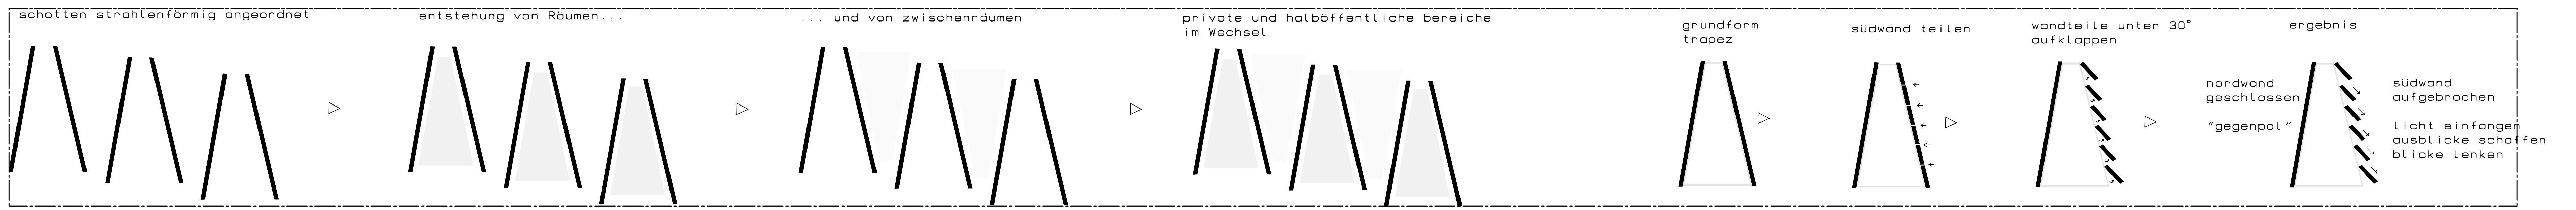 schotten strahlenförmig angeordnet
entstehung von Räumen...
... und von zwischenräumen
private und halböffentliche bereiche
im Wechsel
grundform
trapez
südwand teilen
wandteile unter 30°
aufklappen
ergebnis
nordwand
geschlossen
"gegenpol"
südwand
aufgebrochen
licht einfangen
ausblicke schaffen
blicke lenken